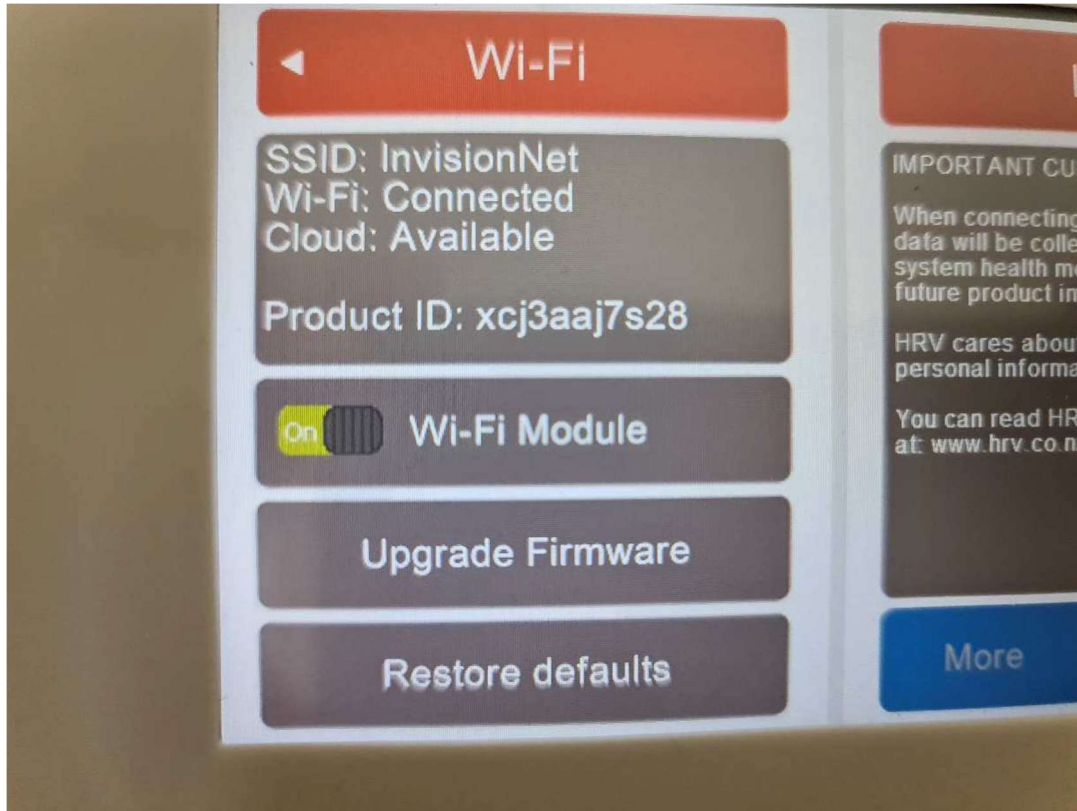 Wi-Fi
SSID: InvisionNet
Wi-Fi: Connected
Cloud: Available
Product ID: xcj3aaj7s28
On
Wi-Fi Module
Upgrade Firmware
Restore defaults
IMPORTANT
When connecting
data will be
system health
future product
HRV cares
personal
You can read
at: www.hrv.co.n
More